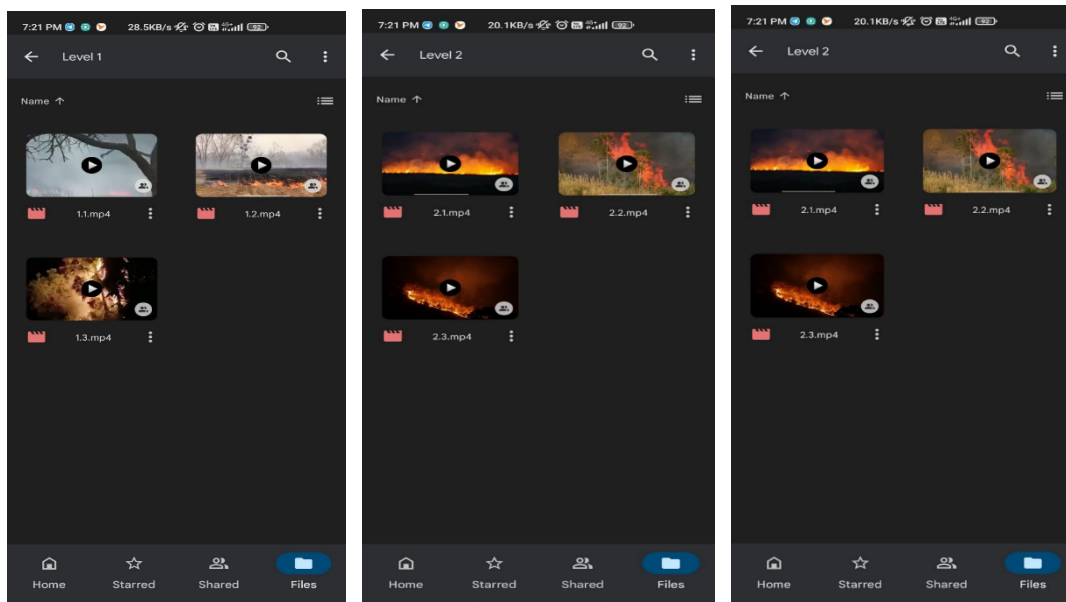 7:21 PM 28.5KB/s 92
Level 1
Name ↑
1.1.mp4
1.2.mp4
1.3.mp4
Home Starred Shared Files
7:21 PM 20.1KB/s 92
Level 2
Name ↑
2.1.mp4
2.2.mp4
2.3.mp4
Home Starred Shared Files
7:21 PM 20.1KB/s 92
Level 2
Name ↑
2.1.mp4
2.2.mp4
2.3.mp4
Home Starred Shared Files